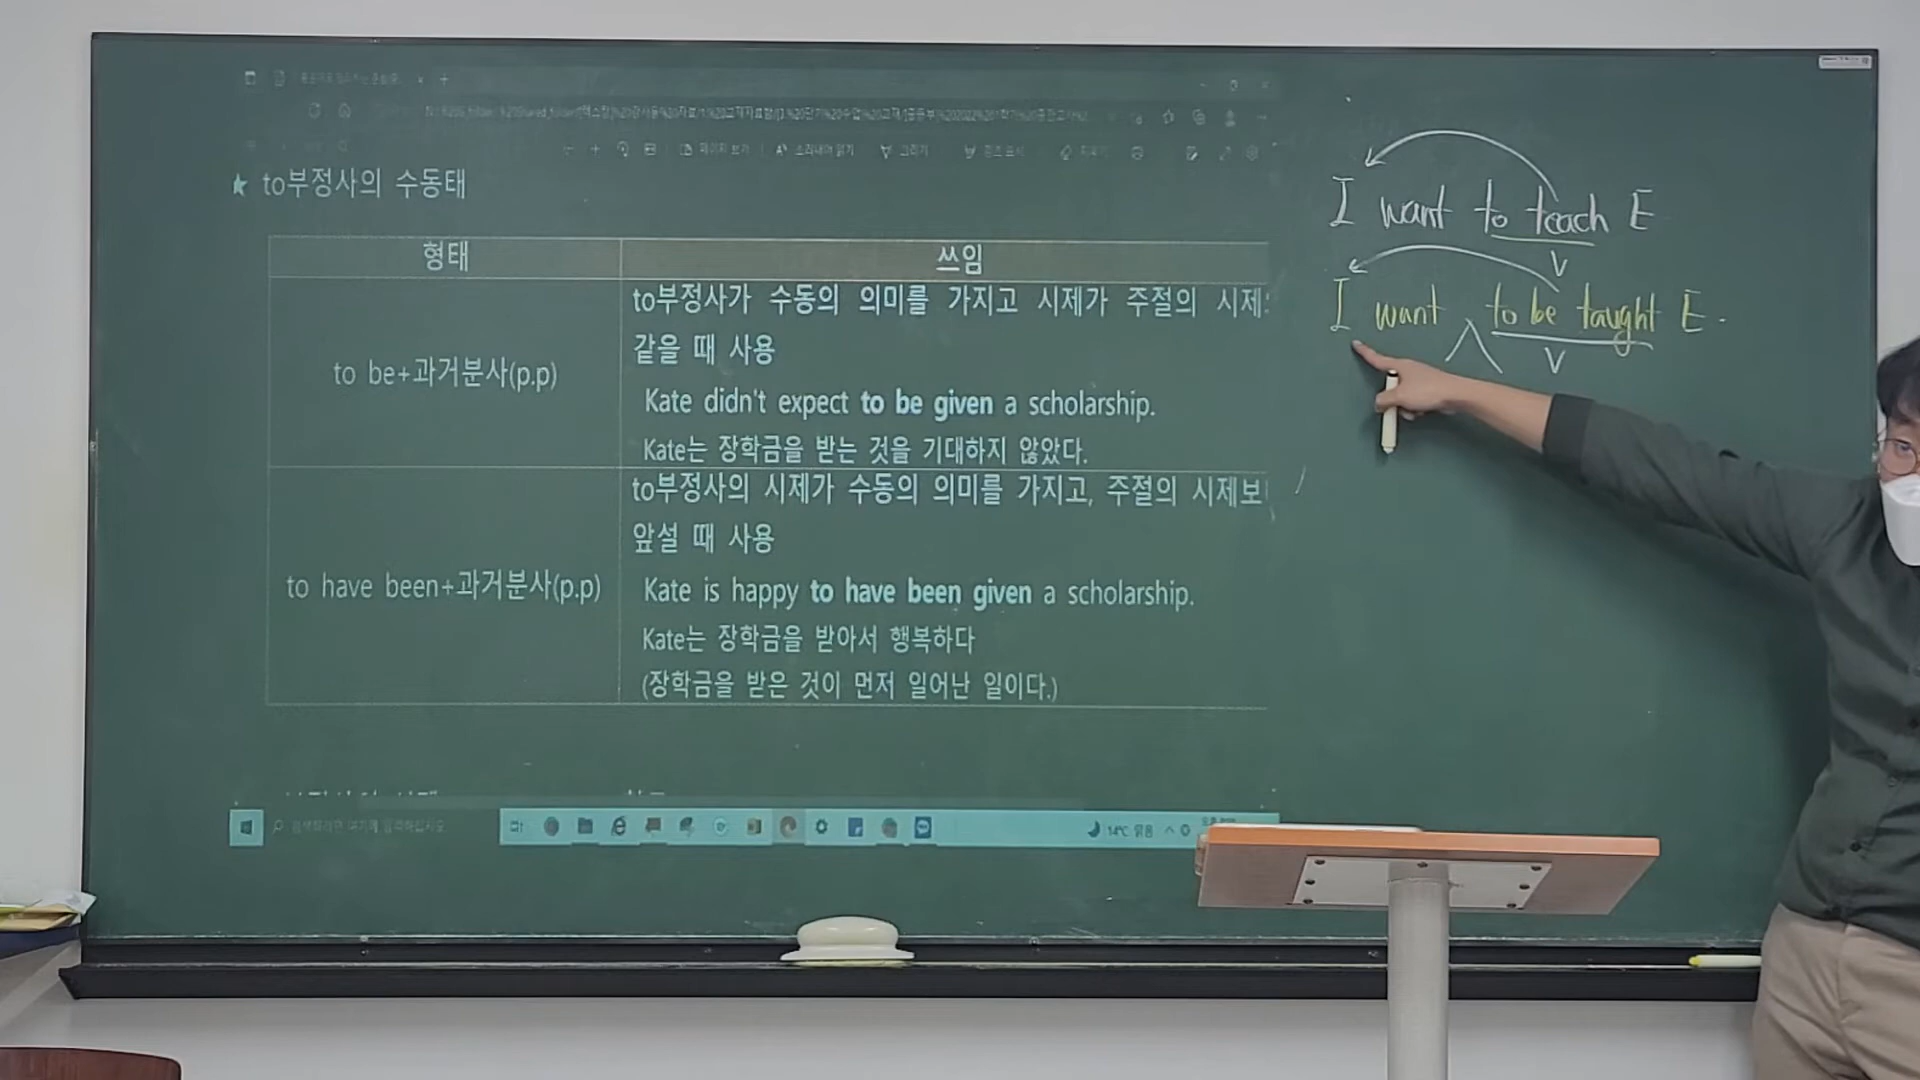 ★ to부정사의 수동태
형태 쓰임
to be+과거분사(p.p)
to부정사가 수동의 의미를 가지고 시제가 주절의 시제
같을 때 사용
Kate didn't expect to be given a scholarship.
Kate는 장학금을 받는 것을 기대하지 않았다.
to have been+과거분사(p.p)
to부정사의 시제가 수동의 의미를 가지고, 주절의 시제보
앞설 때 사용
Kate is happy to have been given a scholarship.
Kate는 장학금을 받아서 행복하다
(장학금을 받은 것이 먼저 일어난 일이다.)
14℃ 맑음
I want to teach E
V
I want to be taught E.
V